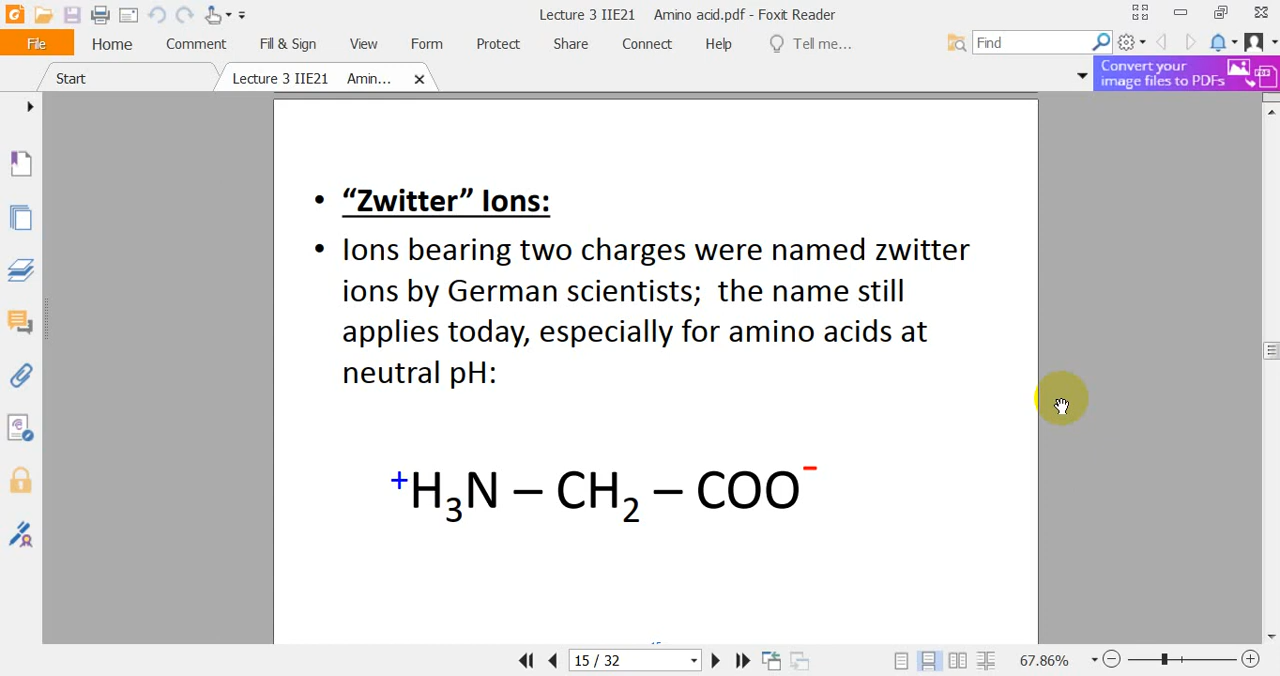 Lecture 3 IIE21    Amino acid.pdf - Foxit Reader
File Home Comment Fill & Sign View Form Protect Share Connect Help Tell me... Find
Start Lecture 3 IIE21    Amin...
Convert your
image files to PDFs
• “Zwitter” Ions:
• Ions bearing two charges were named zwitter
ions by German scientists;  the name still
applies today, especially for amino acids at
neutral pH:
⁺H₃N – CH₂ – COO⁻
15 / 32 67.86%